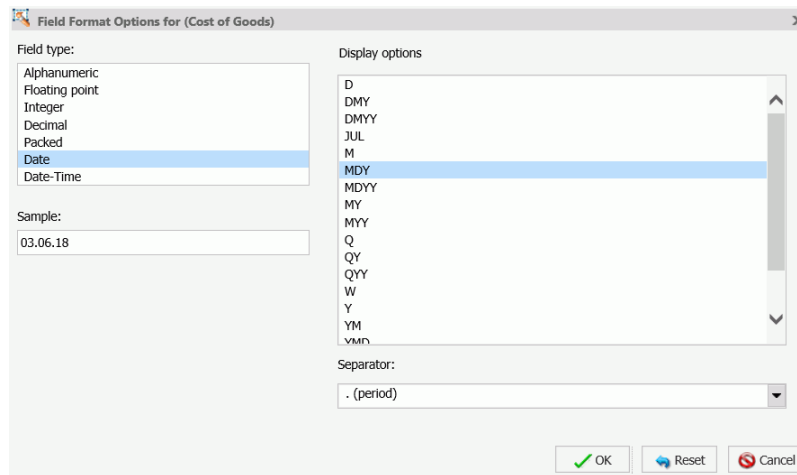 Field Format Options for (Cost of Goods)
Field type:
Alphanumeric
Floating point
Integer
Decimal
Packed
Date
Date-Time
Sample:
03.06.18
Display options
D
DMY
DMYY
JUL
M
MDY
MDYY
MY
MYY
Q
QY
QYY
W
Y
YM
YMD
Separator:
. (period)
OK
Reset
Cancel